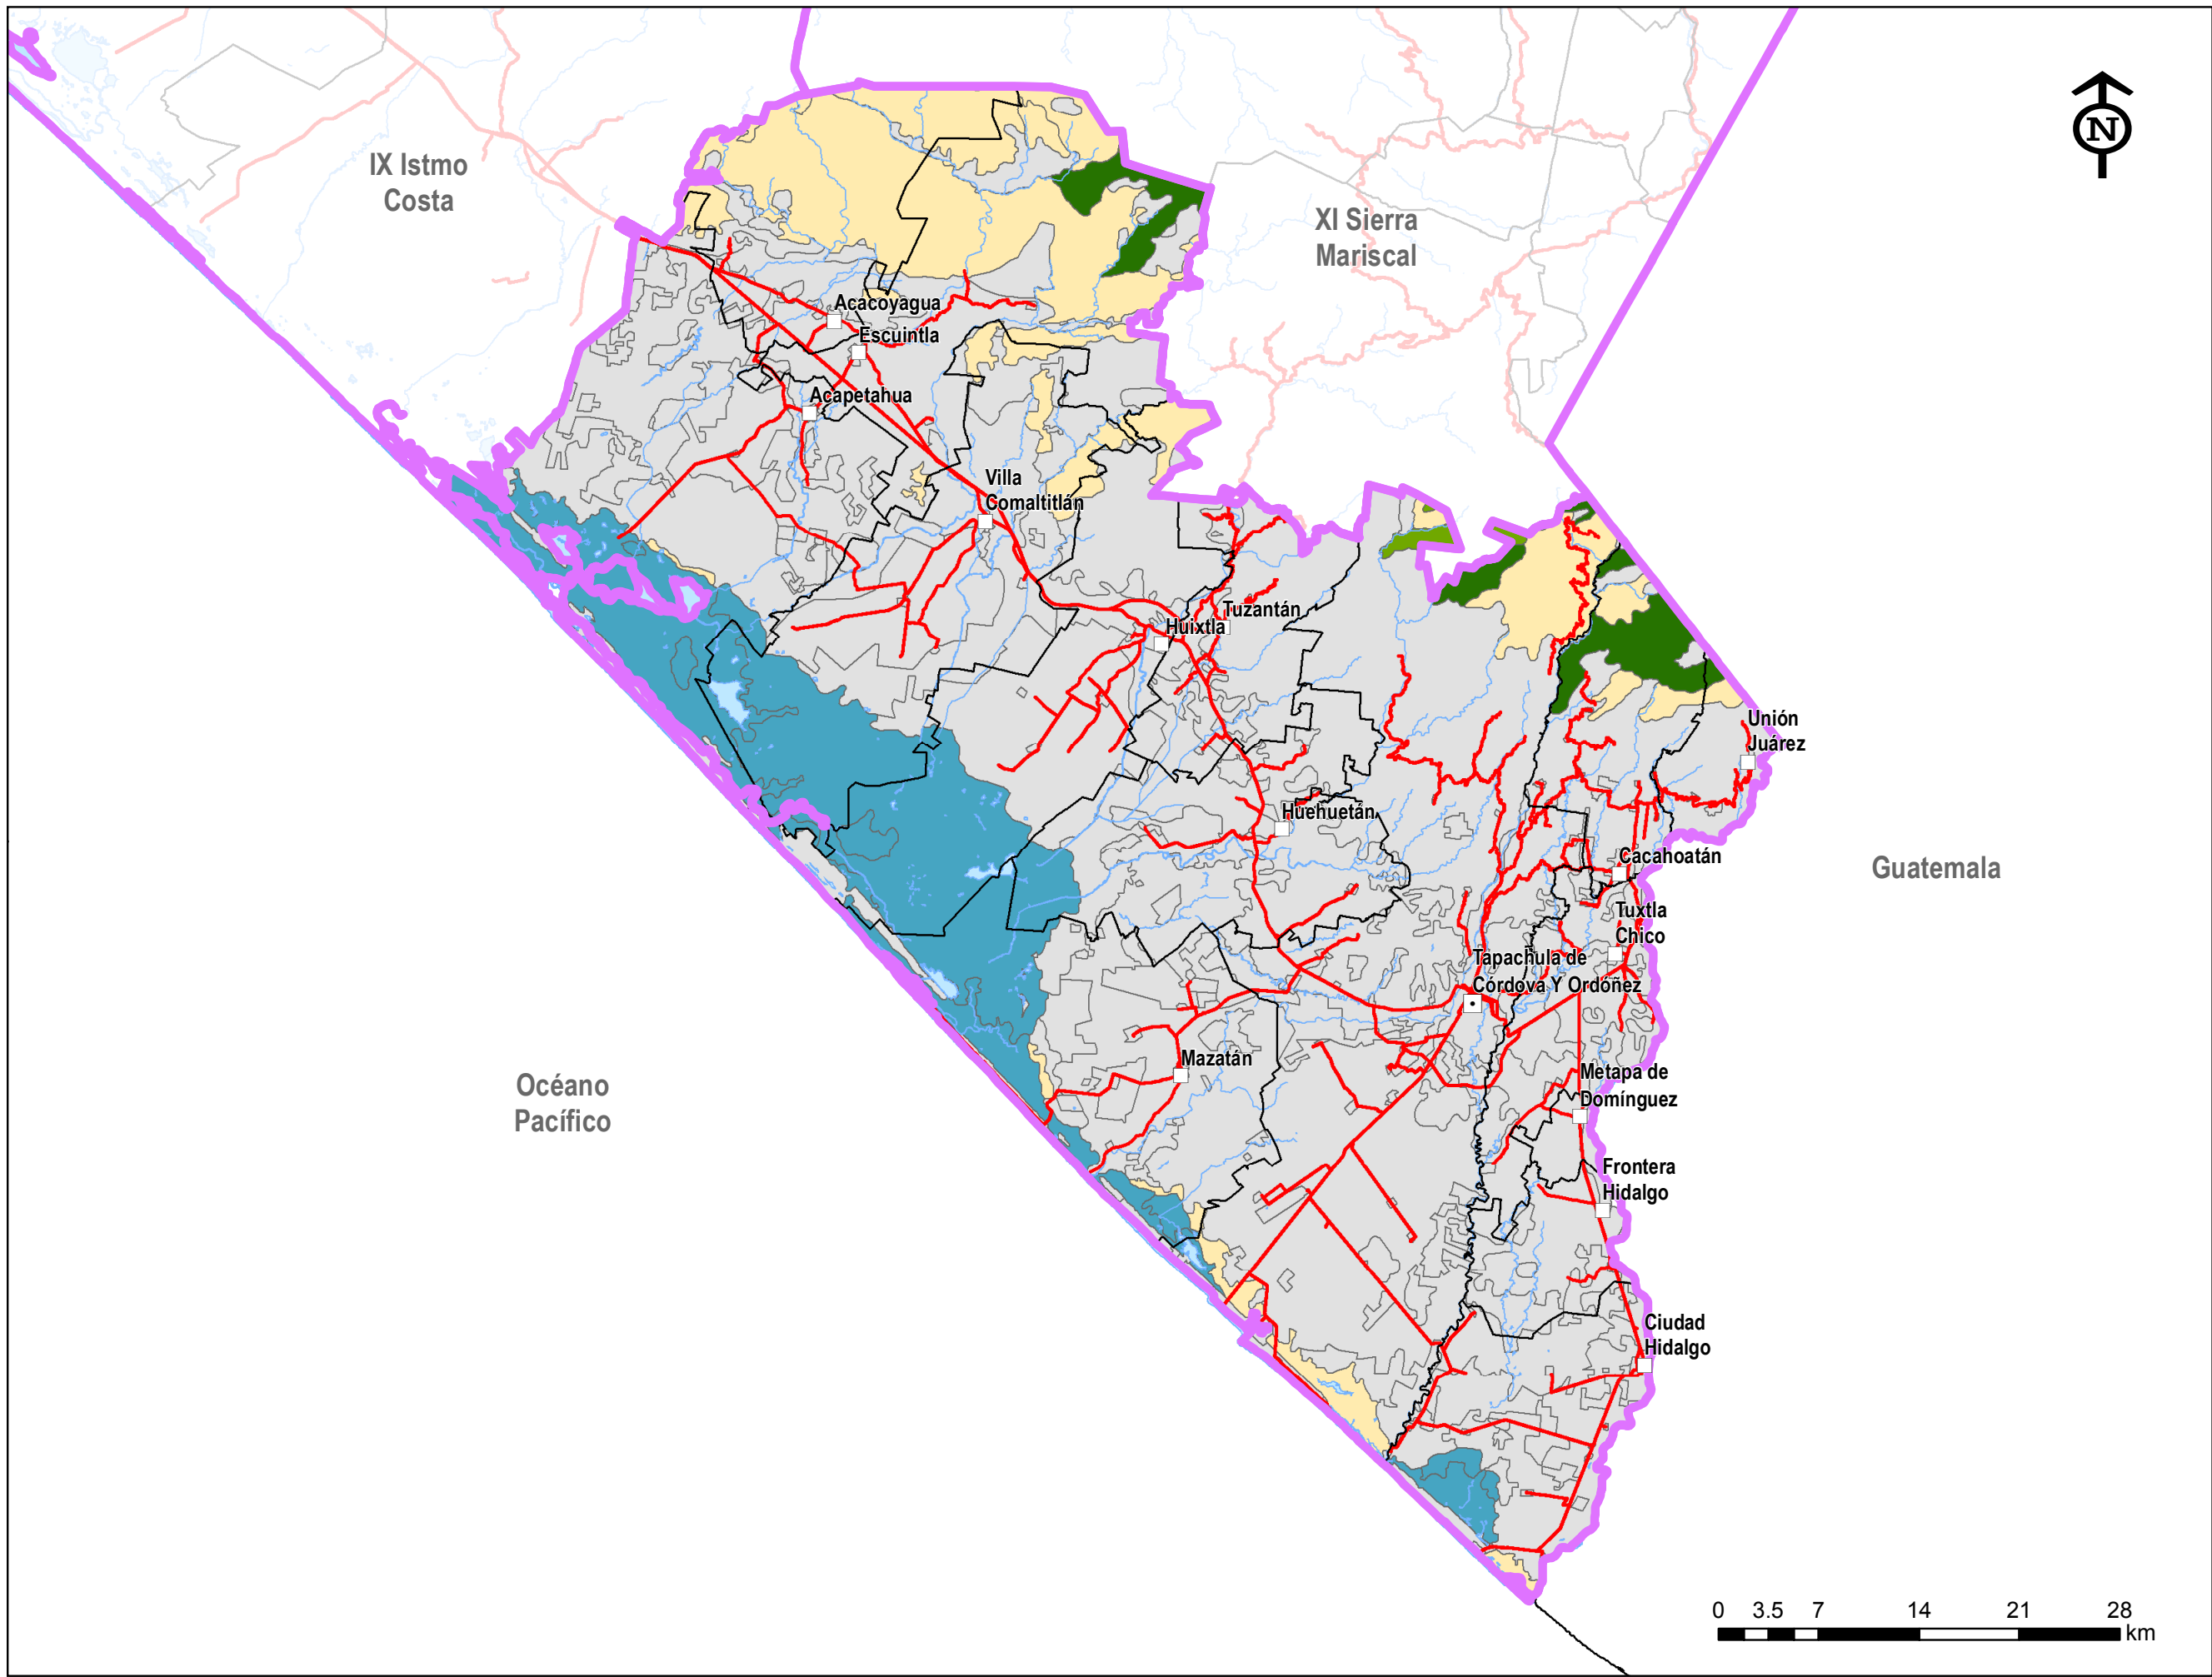 N
IX Istmo
Costa
XI Sierra
Mariscal
Acacoyagua
Escuintla
Acapetahua
Villa
Comaltitlán
Tuzantán
Huixtla
Unión
Juárez
Huehuetán
Cacahoatán
Guatemala
Tuxtla
Chico
Tapachula de
Córdova Y Ordóñez
Mazatán
Metapa de
Domínguez
Océano
Pacífico
Frontera
Hidalgo
Ciudad
Hidalgo
0 3.5 7 14 21 28
km